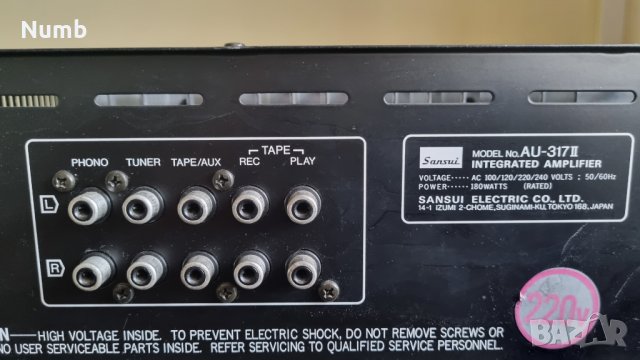 Numb
TAPE
PHONO TUNER TAPE/AUX REC PLAY
L
R
Sansui
MODEL No. AU-317II
INTEGRATED AMPLIFIER
VOLTAGE····· AC 100/120/220/240 VOLTS ; 50/60Hz
POWER········ 180WATTS (RATED)
SANSUI ELECTRIC CO., LTD.
14-1 IZUMI 2-CHOME, SUGINAMI-KU, TOKYO 168, JAPAN
220v
N— HIGH VOLTAGE INSIDE. TO PREVENT ELECTRIC SHOCK, DO NOT REMOVE SCREWS OR
NO USER SERVICEABLE PARTS INSIDE. REFER SERVICING TO QUALIFIED SERVICE PERSONNEL.
BAZAR